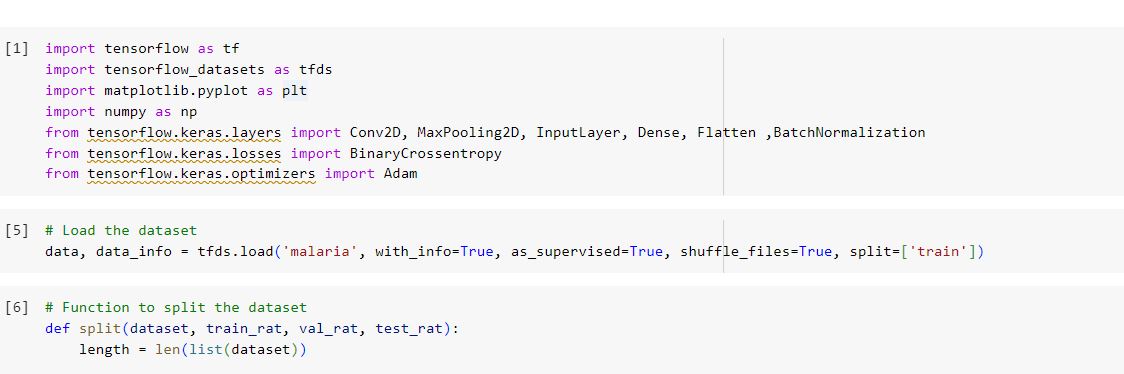 [1] import tensorflow as tf
import tensorflow_datasets as tfds
import matplotlib.pyplot as plt
import numpy as np
from tensorflow.keras.layers import Conv2D, MaxPooling2D, InputLayer, Dense, Flatten ,BatchNormalization
from tensorflow.keras.losses import BinaryCrossentropy
from tensorflow.keras.optimizers import Adam
[5] # Load the dataset
data, data_info = tfds.load('malaria', with_info=True, as_supervised=True, shuffle_files=True, split=['train'])
[6] # Function to split the dataset
def split(dataset, train_rat, val_rat, test_rat):
    length = len(list(dataset))